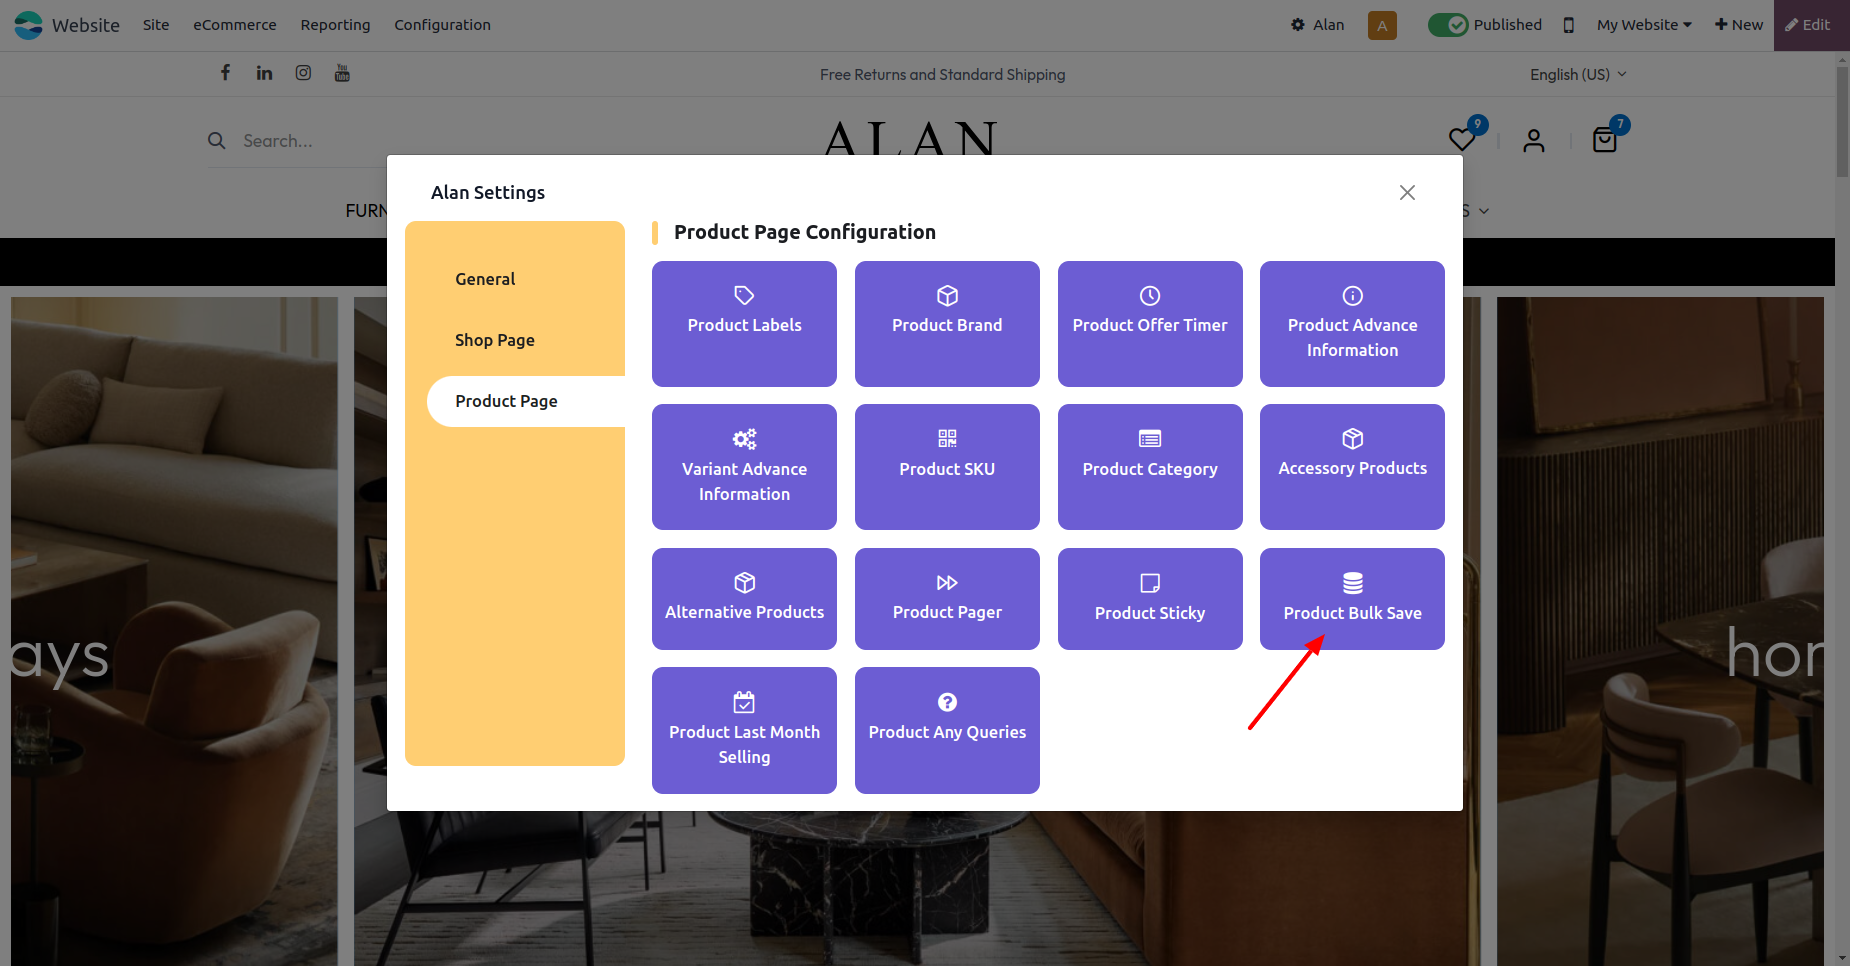 Website Site eCommerce Reporting Configuration Alan A Published My Website New Edit
Free Returns and Standard Shipping English (US)
Search... ALAN 9 7
FURN S
Alan Settings
General
Shop Page
Product Page
Product Page Configuration
Product Labels
Product Brand
Product Offer Timer
Product Advance
Information
Variant Advance
Information
Product SKU
Product Category
Accessory Products
Alternative Products
Product Pager
Product Sticky
Product Bulk Save
Product Last Month
Selling
Product Any Queries
ays
hom